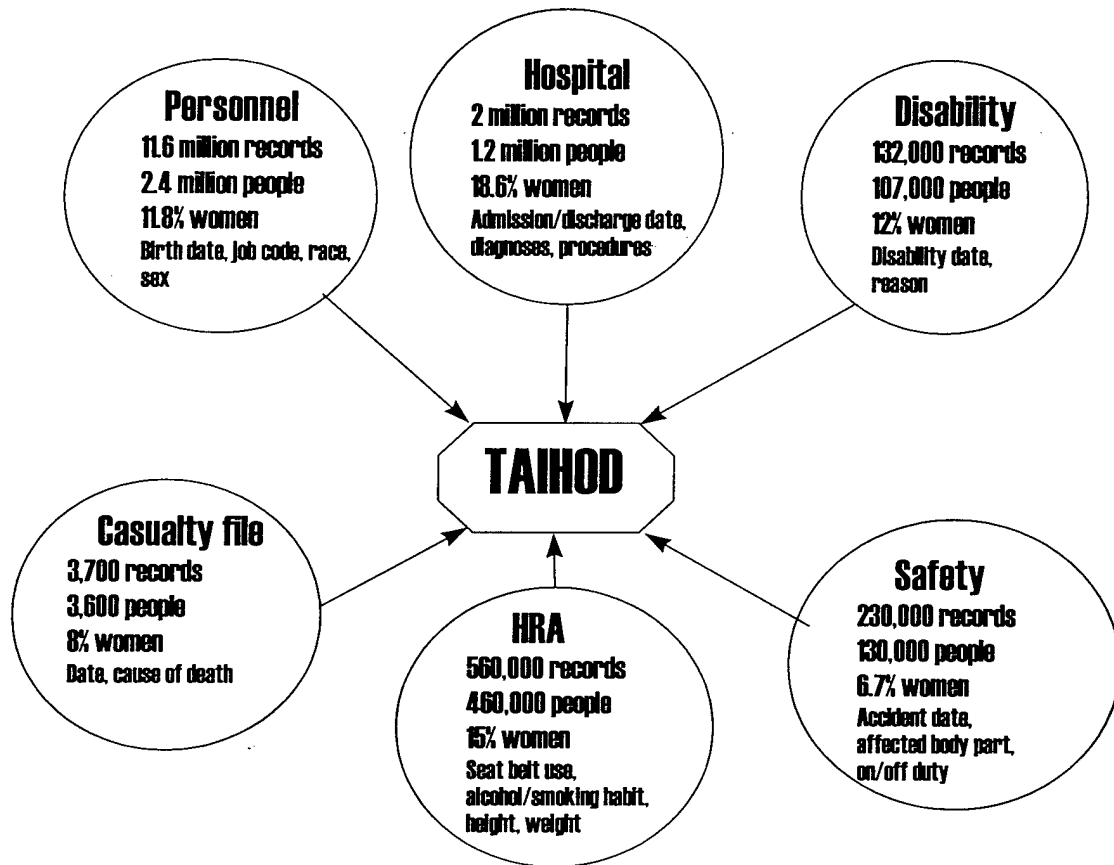 Personnel
11.6 million records
2.4 million people
11.8% women
Birth date, job code, race,
sex
Hospital
2 million records
1.2 million people
18.6% women
Admission/discharge date,
diagnoses, procedures
Disability
132,000 records
107,000 people
12% women
Disability date,
reason
TAIHOD
Casualty file
3,700 records
3,600 people
8% women
Date, cause of death
HRA
560,000 records
460,000 people
15% women
Seat belt use,
alcohol/smoking habit,
height, weight
Safety
230,000 records
130,000 people
6.7% women
Accident date,
affected body part,
on/off duty